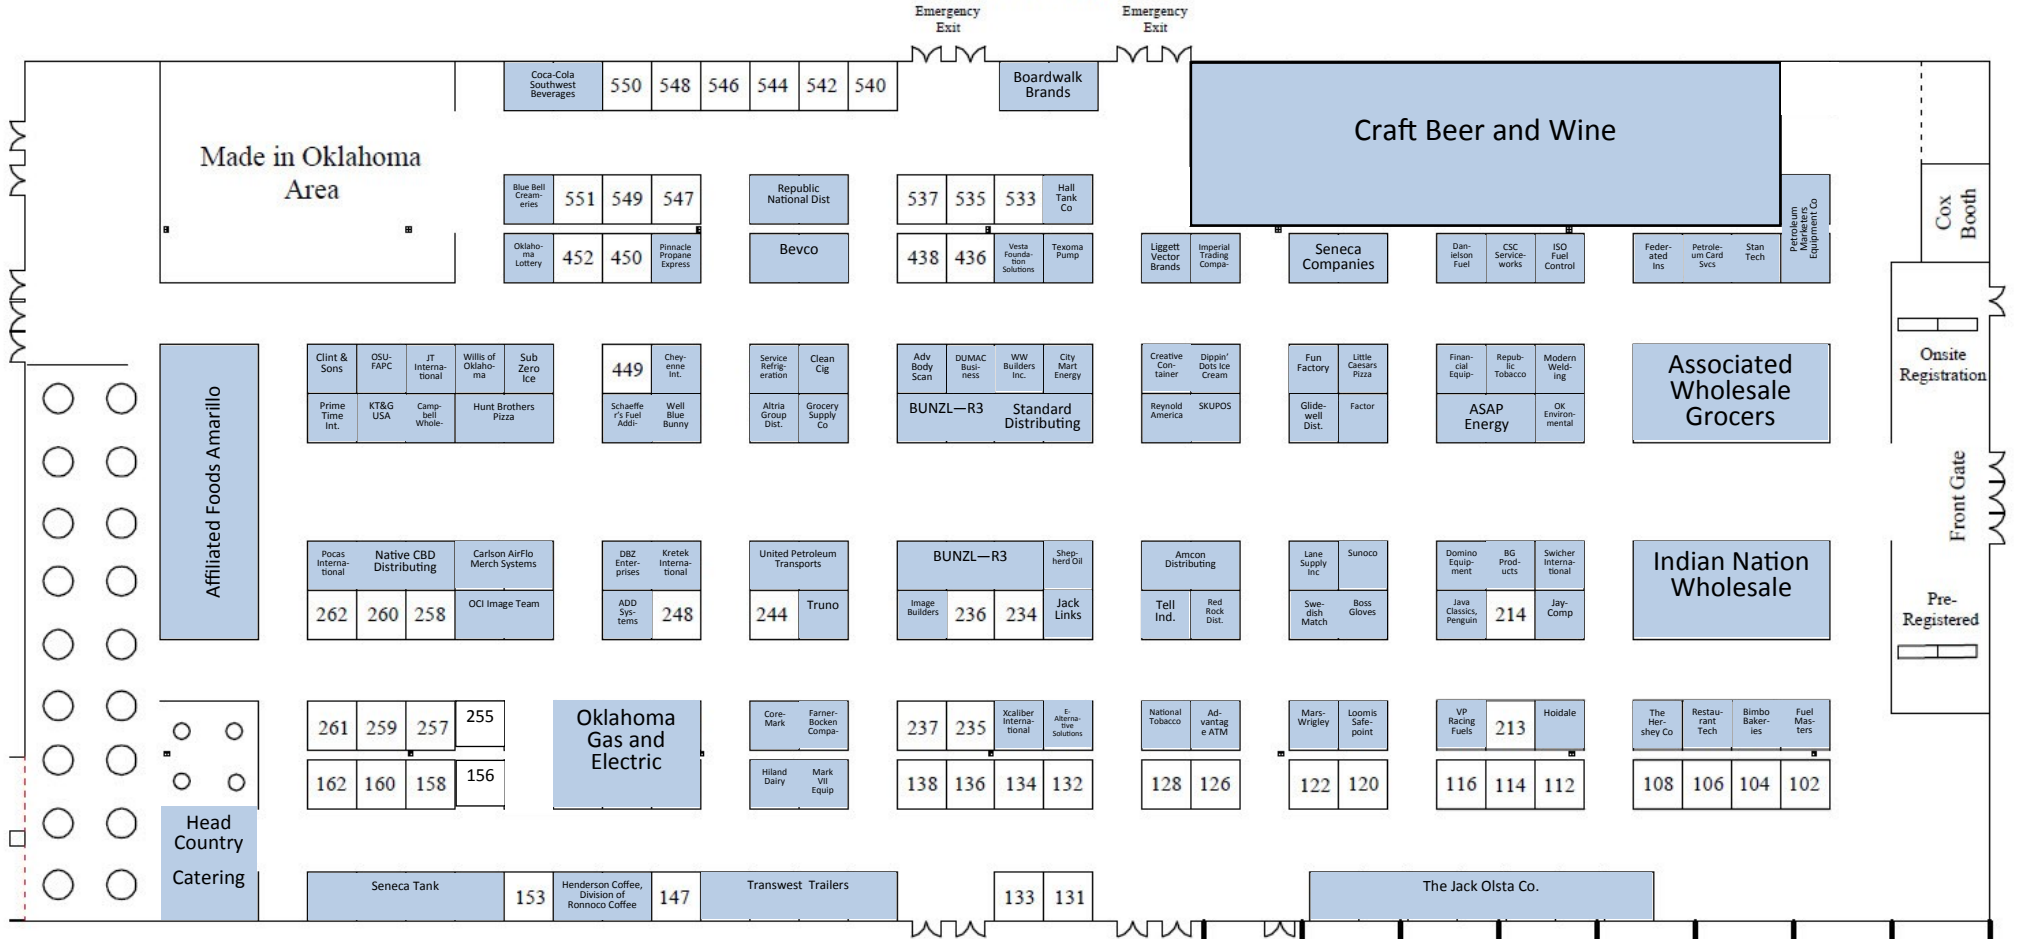 Emergency
Exit
Emergency
Exit
Coca-Cola
Southwest
Beverages
550
548
546
544
542
540
Boardwalk
Brands
Craft Beer and Wine
Made in Oklahoma
Area
Blue Bell
Cream-
eries
551
549
547
Republic
National Dist
537
535
533
Hall
Tank
Co
Petroleum
Marketers
Equipment Co
Cox
Booth
Oklaho-
ma
Lottery
452
450
Pinnacle
Propane
Express
Bevco
438
436
Vesta
Founda-
tion
Solutions
Texoma
Pump
Liggett
Vector
Brands
Imperial
Trading
Compa-
Seneca
Companies
Dan-
ielson
Fuel
CSC
Service-
works
ISO
Fuel
Control
Feder-
ated
Ins
Petrole-
um Card
Svcs
Stan
Tech
Affiliated Foods Amarillo
Clint &
Sons
OSU-
FAPC
JT
Interna-
tional
Willis of
Oklaho-
ma
Sub
Zero
Ice
449
Chey-
enne
Int.
Service
Refrig-
eration
Clean
Cig
Adv
Body
Scan
DUMAC
Busi-
ness
WW
Builders
Inc.
City
Mart
Energy
Creative
Con-
tainer
Dippin'
Dots Ice
Cream
Fun
Factory
Little
Caesars
Pizza
Finan-
cial
Equip-
Repub-
lic
Tobacco
Modern
Weld-
ing
Associated
Wholesale
Grocers
Onsite
Registration
Prime
Time
Int.
KT&G
USA
Camp-
bell
Whole-
Hunt Brothers
Pizza
Schaeffe
r's Fuel
Addi-
Well
Blue
Bunny
Altria
Group
Dist.
Grocery
Supply
Co
BUNZL—R3
Standard
Distributing
Reynold
America
SKUPOS
Glide-
well
Dist.
Factor
ASAP
Energy
OK
Environ-
mental
Front Gate
Pocas
Interna-
tional
Native CBD
Distributing
Carlson AirFlo
Merch Systems
DBZ
Enter-
prises
Kretek
Interna-
tional
United Petroleum
Transports
BUNZL—R3
Shep-
herd Oil
Amcon
Distributing
Lane
Supply
Inc
Sunoco
Domino
Equip-
ment
BG
Prod-
ucts
Swicher
Interna-
tional
Indian Nation
Wholesale
262
260
258
OCI Image Team
ADD
Sys-
tems
248
244
Truno
Image
Builders
236
234
Jack
Links
Tell
Ind.
Red
Rock
Dist.
Swe-
dish
Match
Boss
Gloves
Java
Classics,
Penguin
214
Jay-
Comp
Pre-
Registered
261
259
257
255
Oklahoma
Gas and
Electric
Core-
Mark
Farner-
Bocken
Compa-
237
235
Xcaliber
Interna-
tional
E-
Alterna-
tive
Solutions
National
Tobacco
Ad-
vantag
e ATM
Mars-
Wrigley
Loomis
Safe-
point
VP
Racing
Fuels
213
Hoidale
The
Her-
shey Co
Restau-
rant
Tech
Bimbo
Baker-
ies
Fuel
Mas-
ters
162
160
158
156
Hiland
Dairy
Mark
VII
Equip
138
136
134
132
128
126
122
120
116
114
112
108
106
104
102
Head
Country
Catering
Seneca Tank
153
Henderson Coffee,
Division of
Ronnoco Coffee
147
Transwest Trailers
133
131
The Jack Olsta Co.